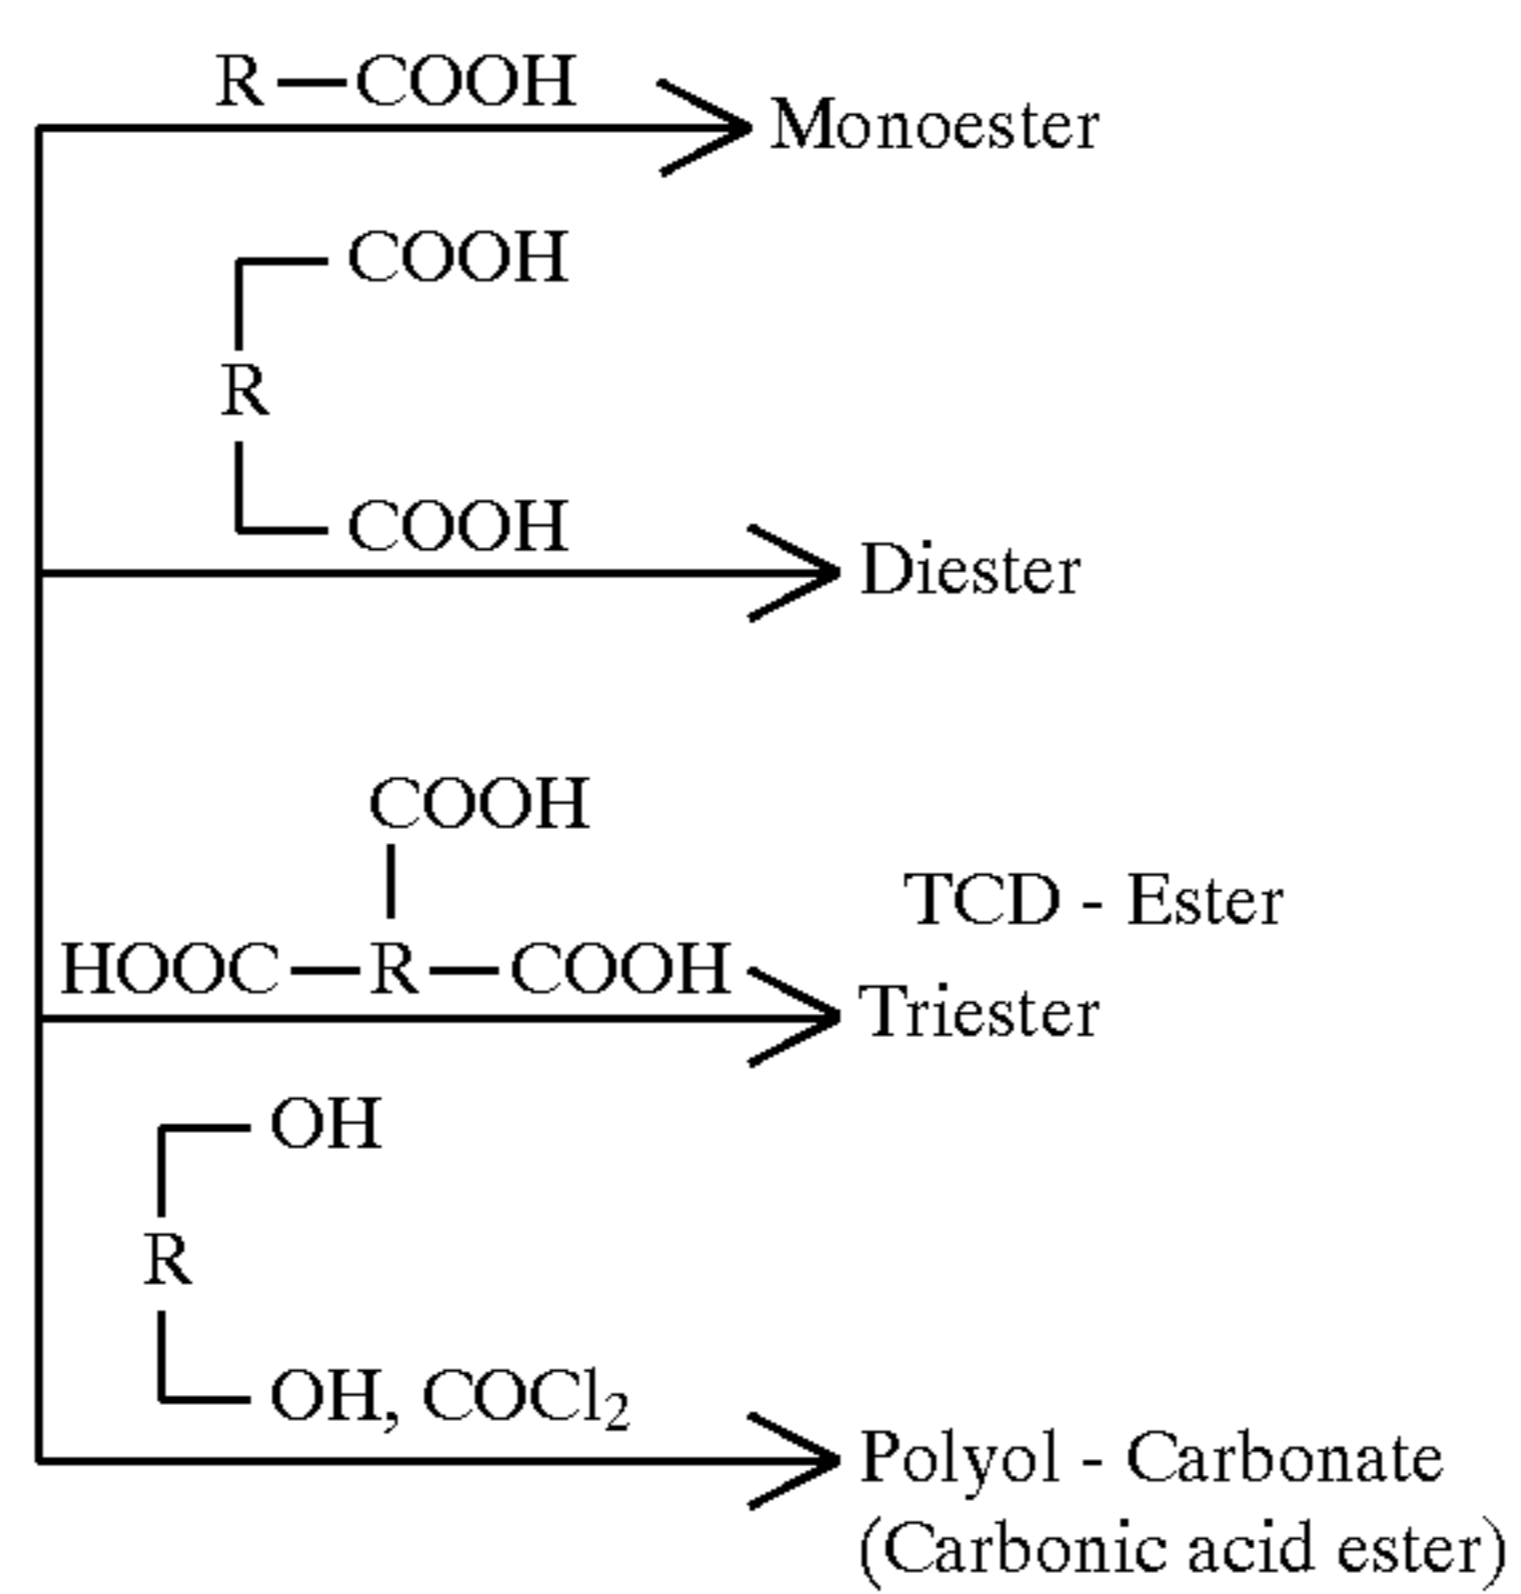 R—COOH
Monoester
COOH
R
COOH
Diester
COOH
TCD - Ester
HOOC—R—COOH
Triester
OH
R
OH, COCl₂
Polyol - Carbonate
(Carbonic acid ester)